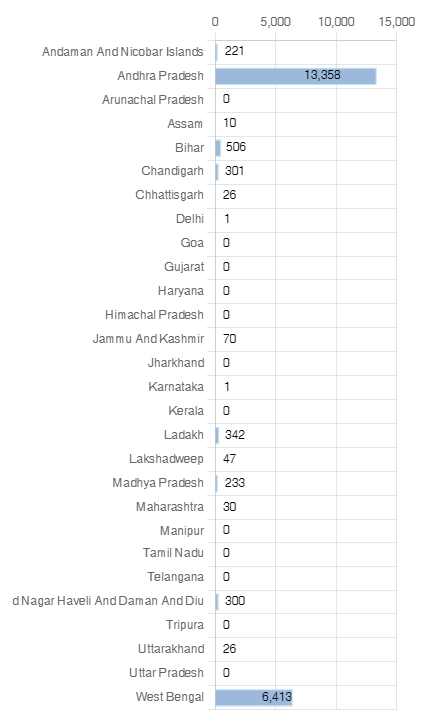 0 5,000 10,000 15,000
Andaman And Nicobar Islands 221
Andhra Pradesh 13,358
Arunachal Pradesh 0
Assam 10
Bihar 506
Chandigarh 301
Chhattisgarh 26
Delhi 1
Goa 0
Gujarat 0
Haryana 0
Himachal Pradesh 0
Jammu And Kashmir 70
Jharkhand 0
Karnataka 1
Kerala 0
Ladakh 342
Lakshadweep 47
Madhya Pradesh 233
Maharashtra 30
Manipur 0
Tamil Nadu 0
Telangana 0
d Nagar Haveli And Daman And Diu 300
Tripura 0
Uttarakhand 26
Uttar Pradesh 0
West Bengal 6,413